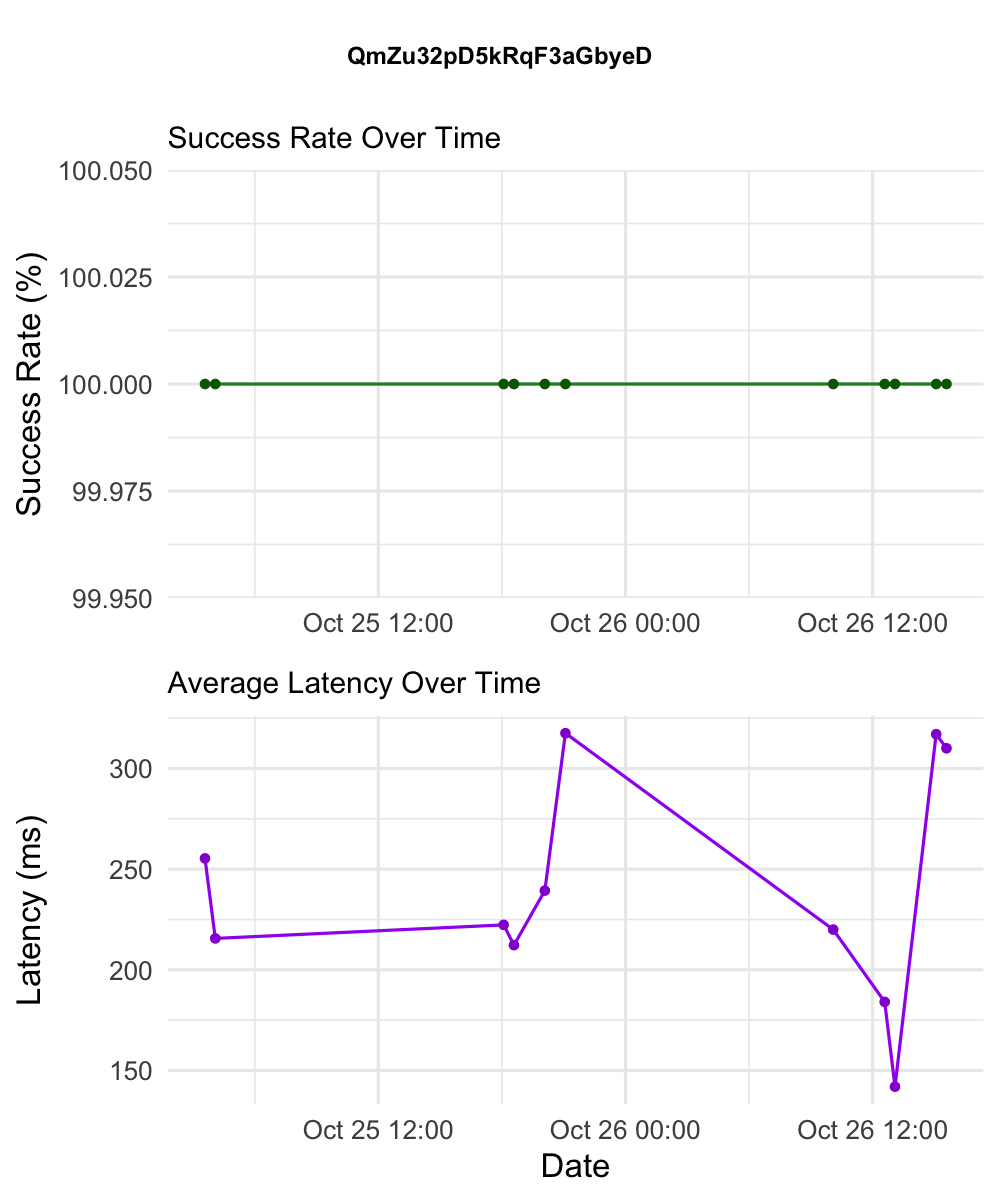 QmZu32pD5kRqF3aGbyeD
Success Rate Over Time
Success Rate (%)
100.050
100.025
100.000
99.975
99.950
Oct 25 12:00 Oct 26 00:00 Oct 26 12:00
Average Latency Over Time
Latency (ms)
300
250
200
150
Oct 25 12:00 Oct 26 00:00 Oct 26 12:00
Date